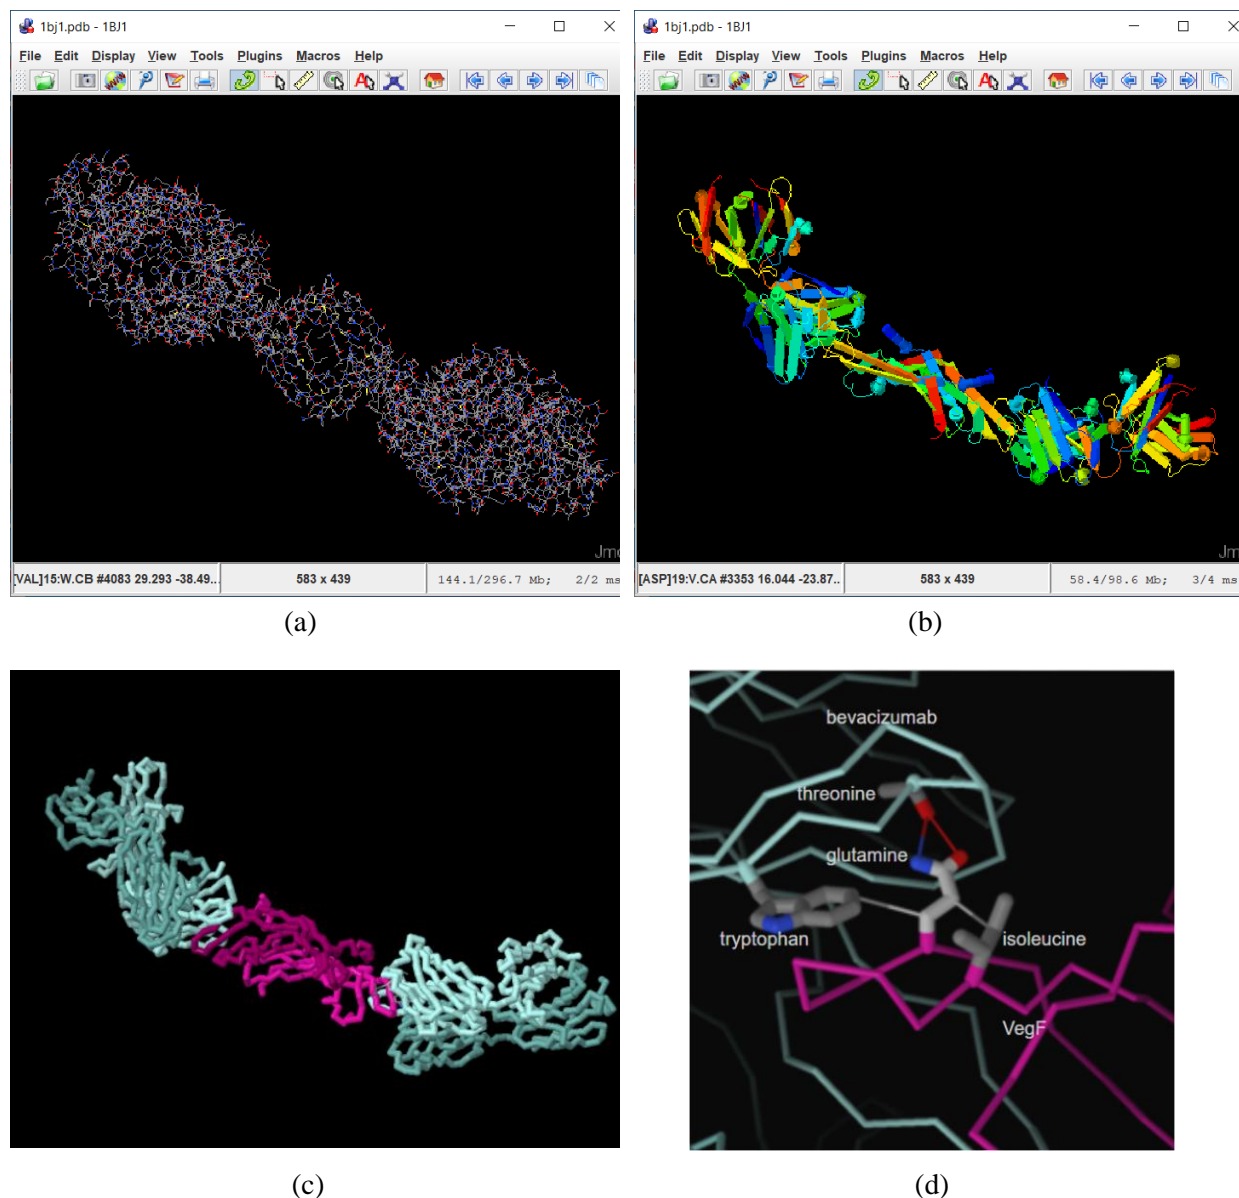 1bj1.pdb - 1BJ1
File Edit Display View Tools Plugins Macros Help
[VAL]15:W.CB #4083 29.293 -38.49... 583 x 439 144.1/296.7 Mb; 2/2 ms
(a)
1bj1.pdb - 1BJ1
File Edit Display View Tools Plugins Macros Help
[ASP]19:V.CA #3353 16.044 -23.87.. 583 x 439 58.4/98.6 Mb; 3/4 ms
(b)
(c)
bevacizumab
threonine
glutamine
tryptophan
isoleucine
VegF
(d)